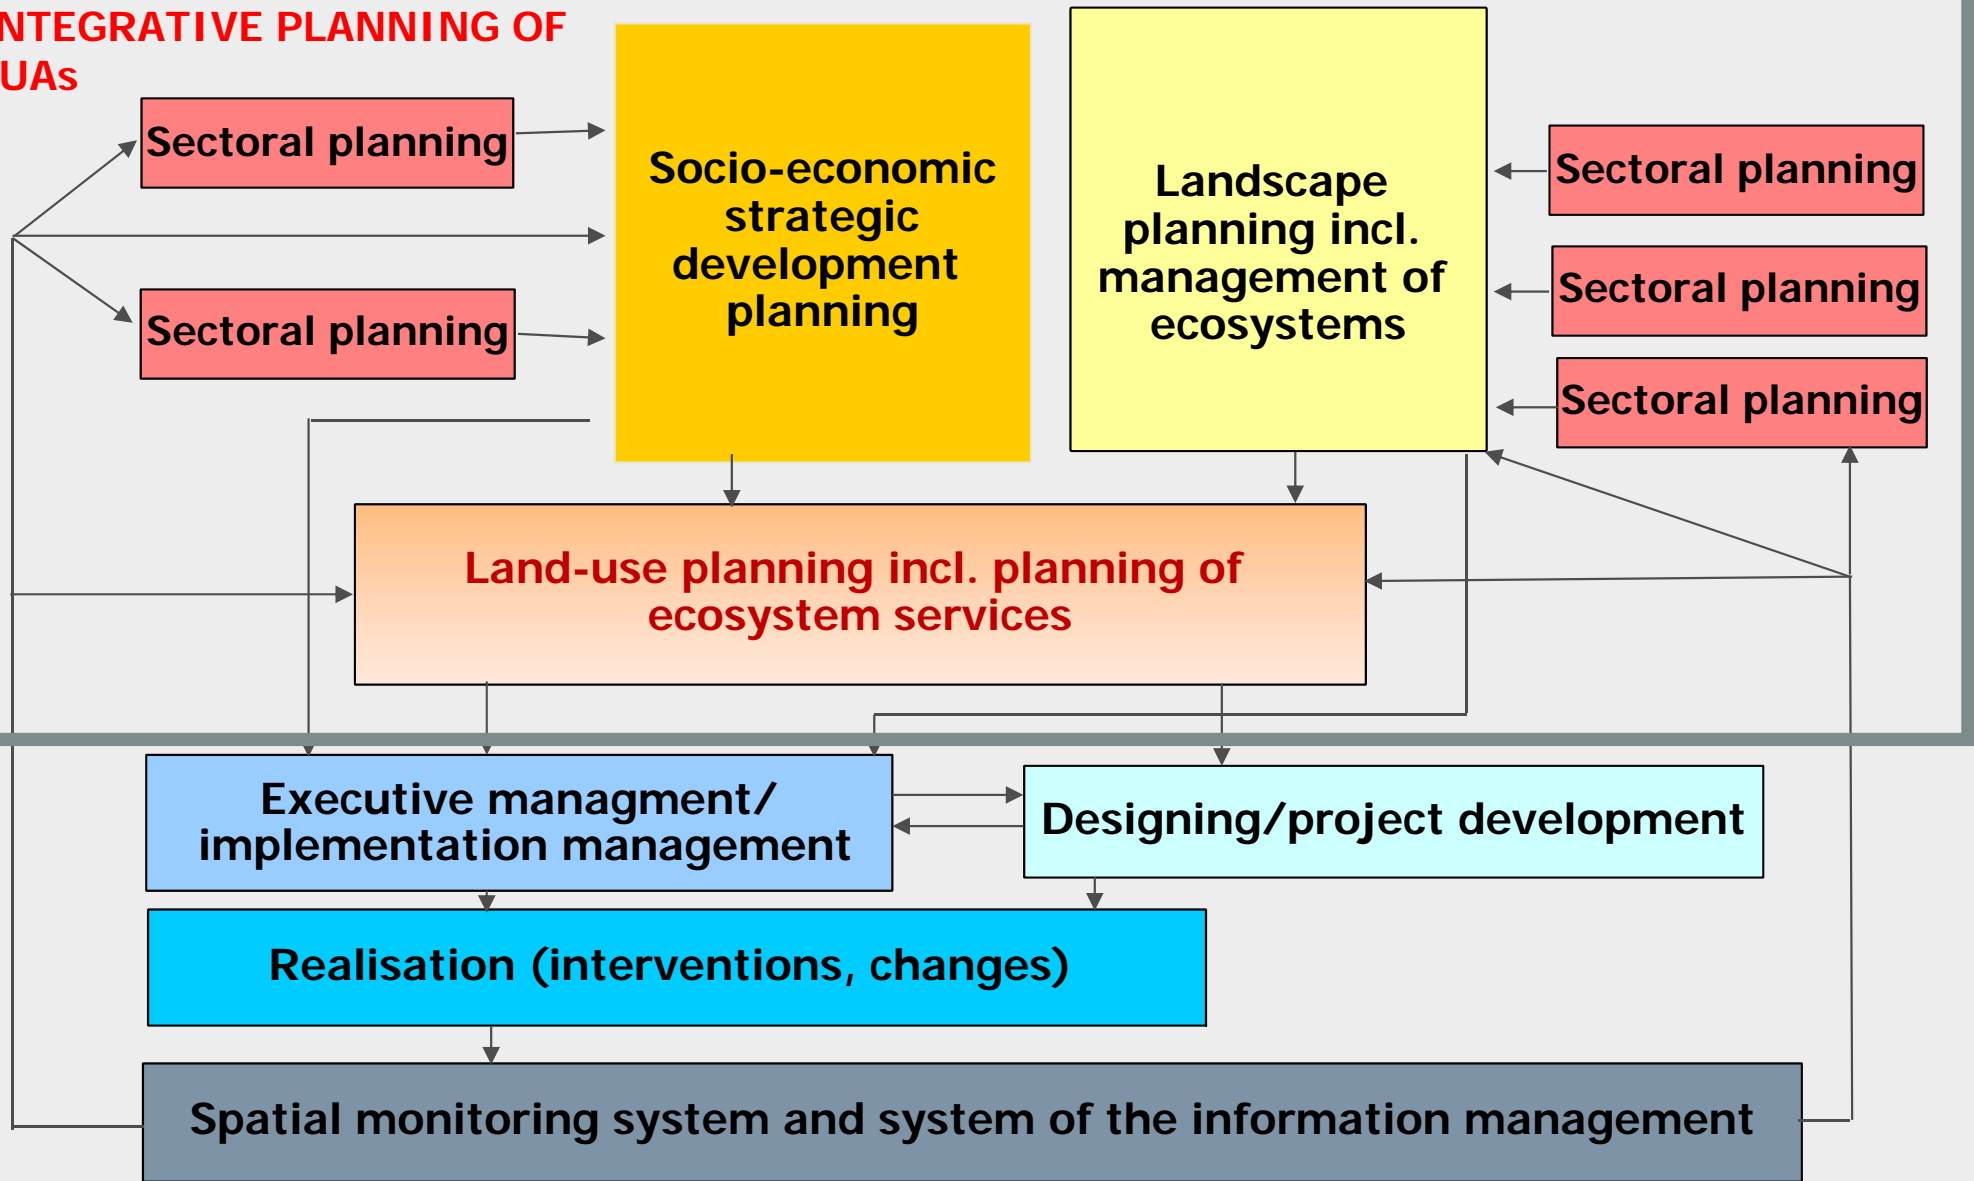 NTEGRATIVE PLANNING OF
UAs
Sectoral planning
Sectoral planning
Socio-economic
strategic
development
planning
Landscape
planning incl.
management of
ecosystems
Sectoral planning
Sectoral planning
Sectoral planning
Land-use planning incl. planning of
ecosystem services
Executive managment/
implementation management
Designing/project development
Realisation (interventions, changes)
Spatial monitoring system and system of the information management